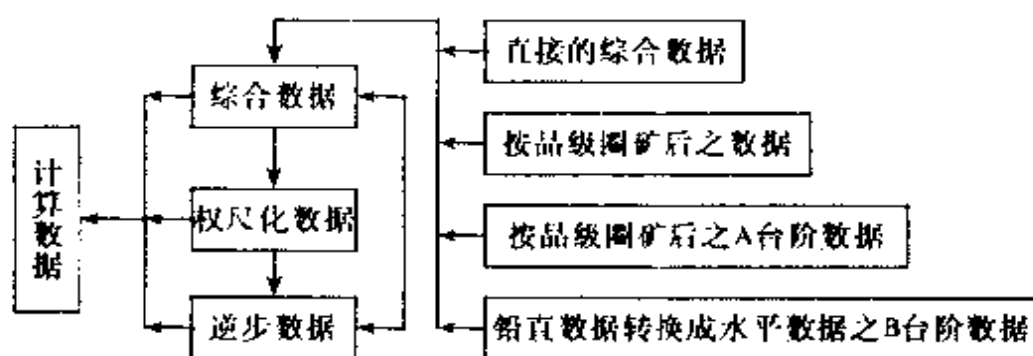 直接的综合数据
综合数据
按品级圈矿后之数据
计算数据
权尺化数据
按品级圈矿后之A台阶数据
逆步数据
铅直数据转换成水平数据之B台阶数据